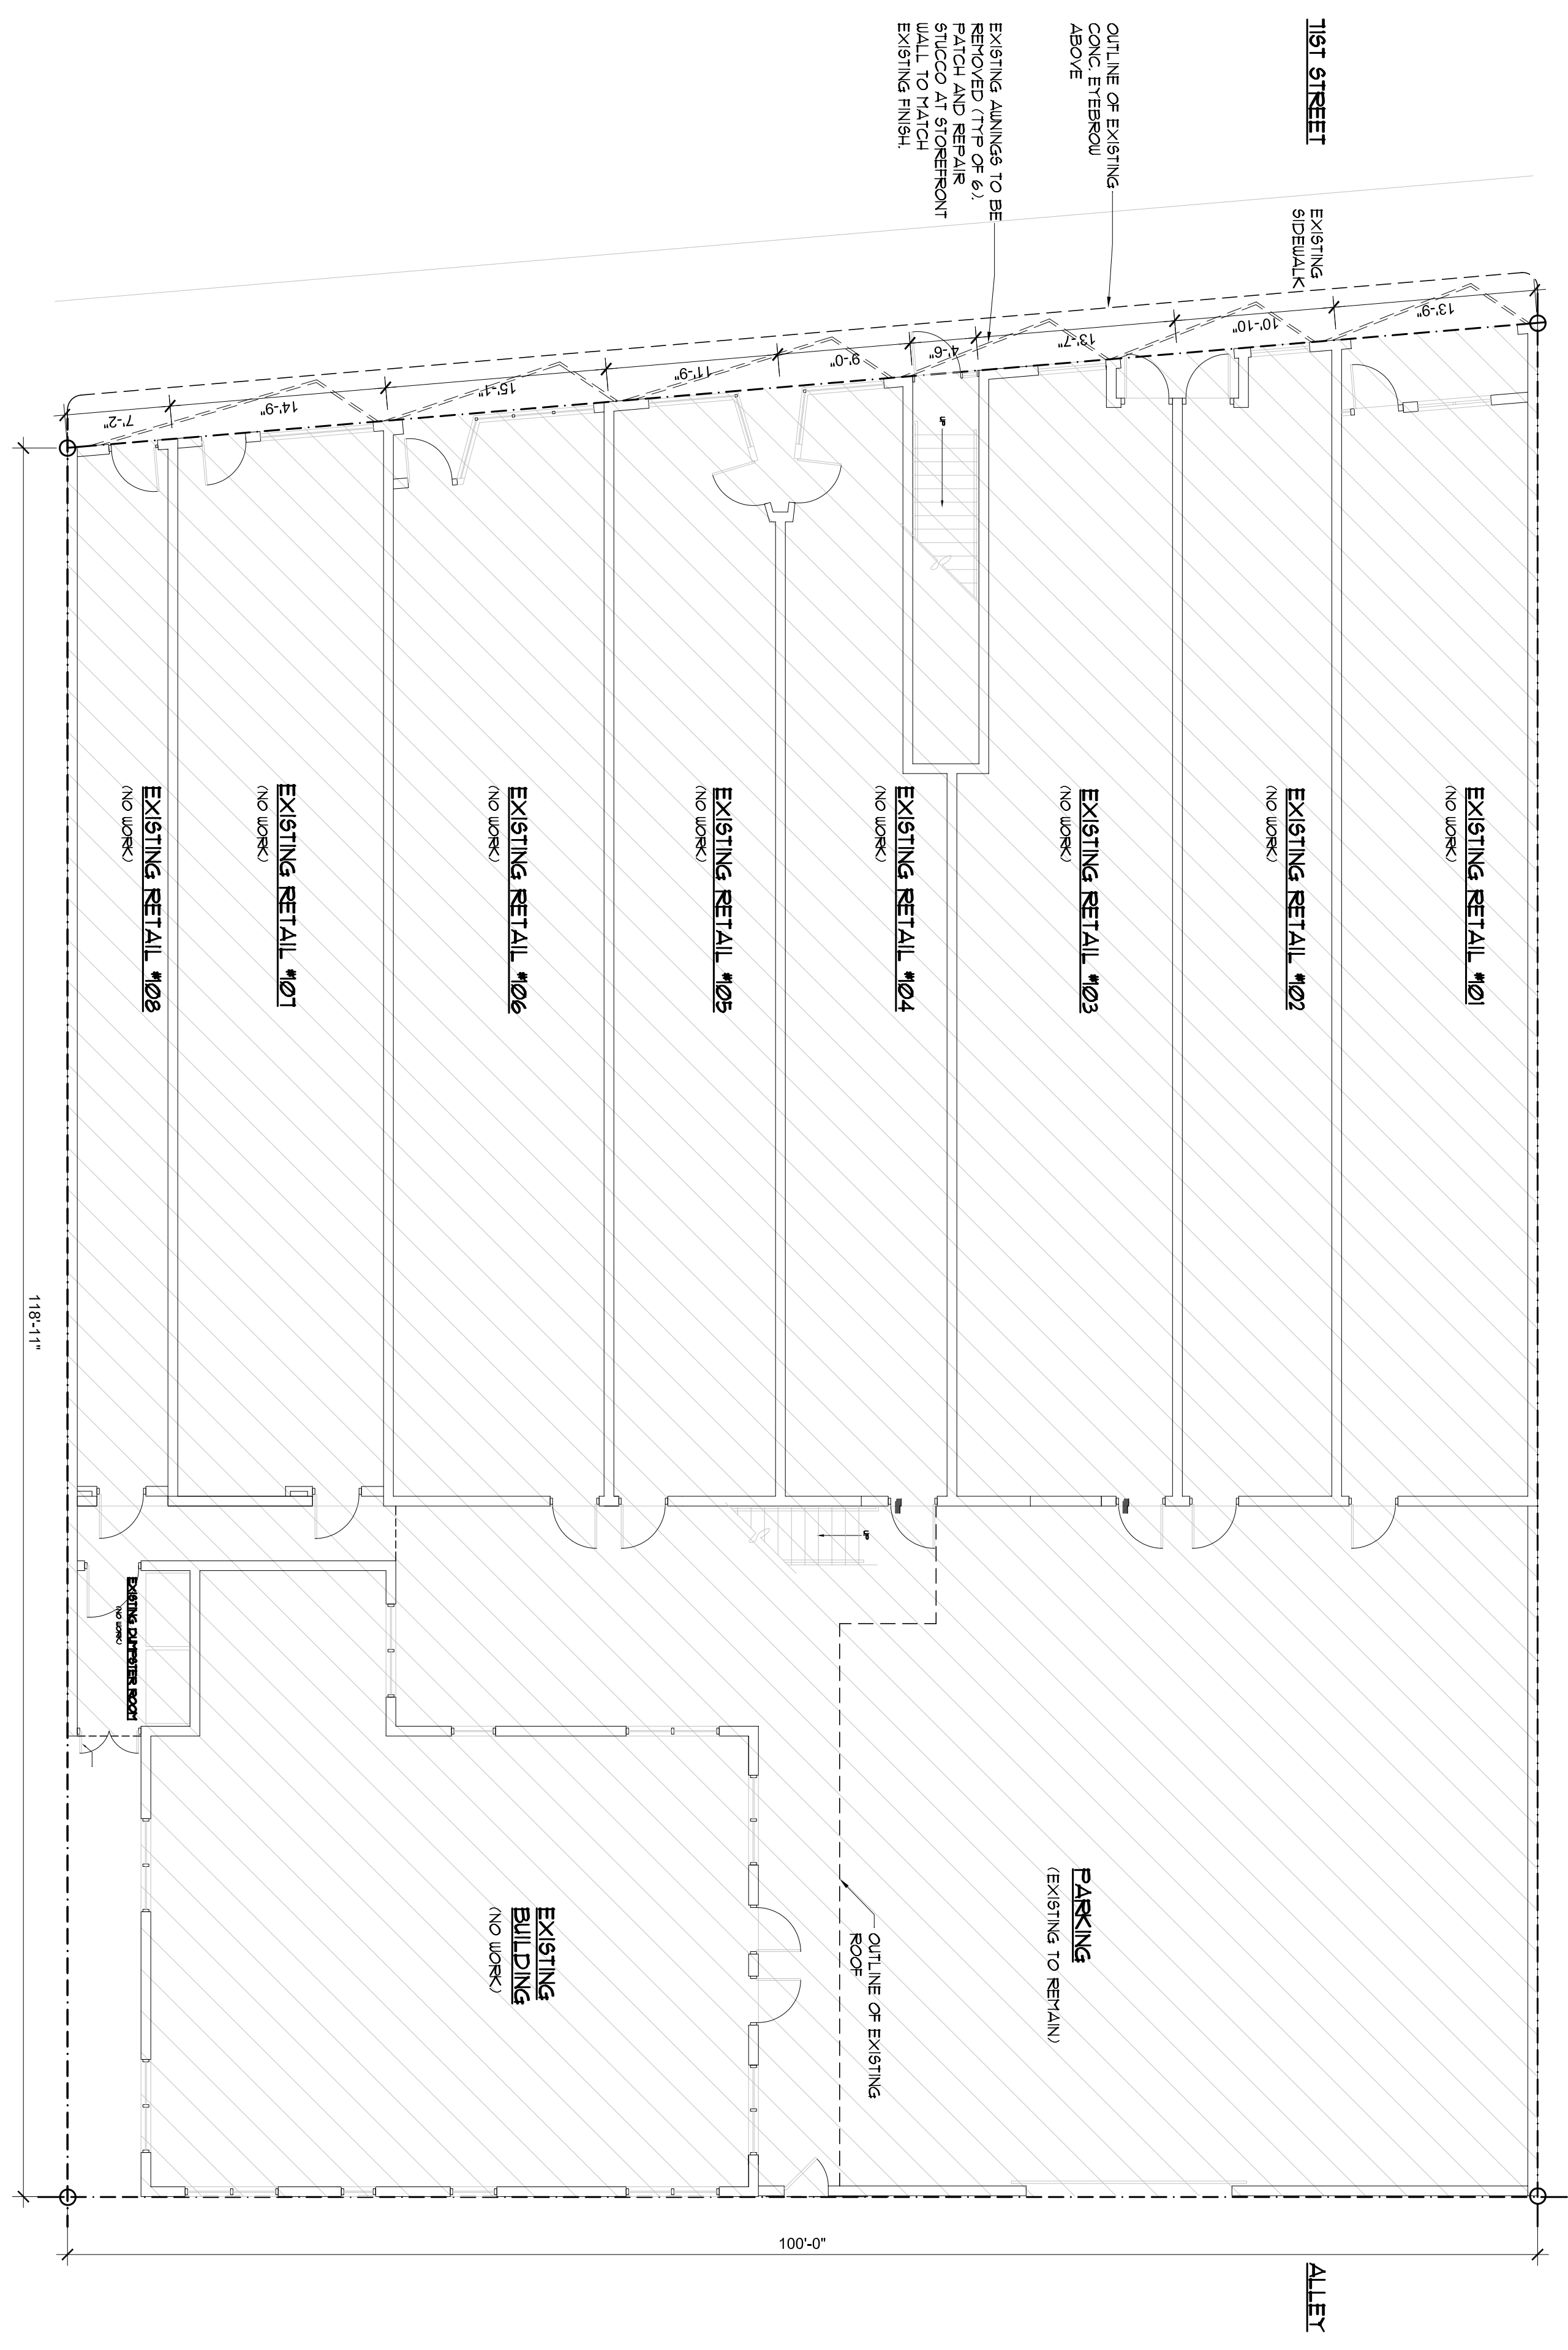 71ST STREET
EXISTING
SIDEWALK
OUTLINE OF EXISTING
CONC. EYEBROW
ABOVE
EXISTING AWNINGS TO BE
REMOVED (TYP OF 6).
PATCH AND REPAIR
STUCCO AT STOREFRONT
WALL TO MATCH
EXISTING FINISH.
13'-9"
10'-10"
13'-7"
4'-6"
9'-0"
11'-9"
15'-1"
14'-9"
7'-2"
UP
EXISTING RETAIL #101
(NO WORK)
EXISTING RETAIL #102
(NO WORK)
EXISTING RETAIL #103
(NO WORK)
EXISTING RETAIL #104
(NO WORK)
EXISTING RETAIL #105
(NO WORK)
EXISTING RETAIL #106
(NO WORK)
EXISTING RETAIL #107
(NO WORK)
EXISTING RETAIL #108
(NO WORK)
118'-11"
UP
EXISTING DUMPSTER ROOM
(NO WORK)
PARKING
(EXISTING TO REMAIN)
OUTLINE OF EXISTING
ROOF
EXISTING
BUILDING
(NO WORK)
100'-0"
ALLEY